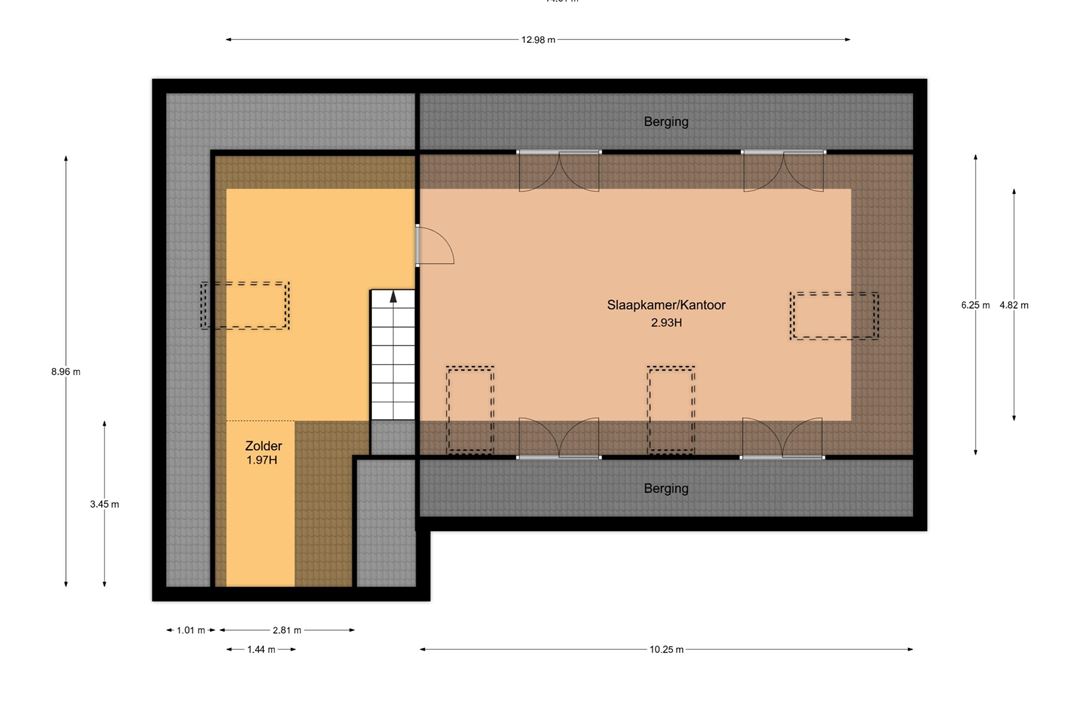 12.98 m
Berging
Slaapkamer/Kantoor
2.93H
6.25 m
4.82 m
8.96 m
Zolder
1.97H
3.45 m
Berging
1.01 m
2.81 m
1.44 m
10.25 m